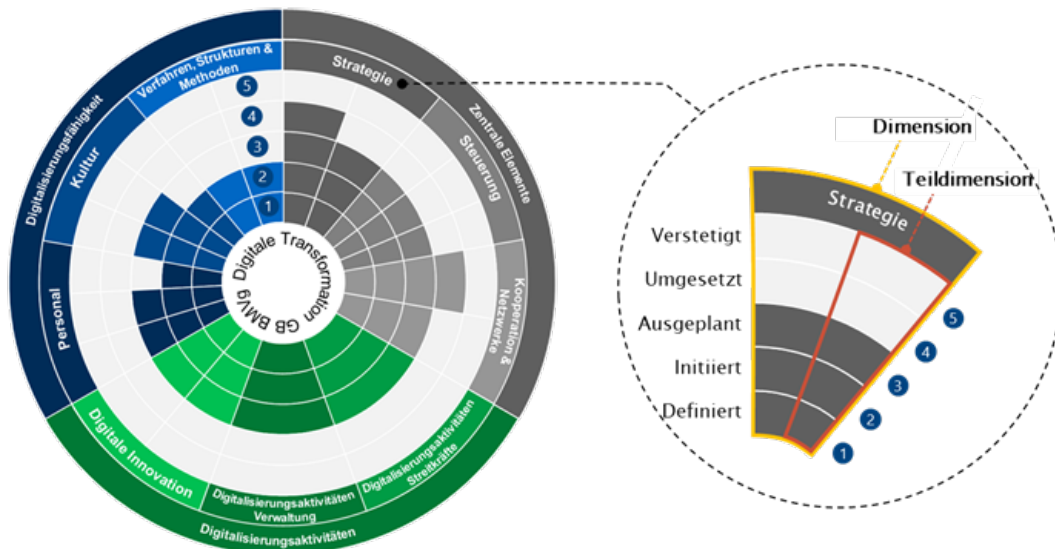 Digitalisierungsfähigkeit
Verfahren, Strukturen &
Methoden
Kultur
Personal
Zentrale Elemente
Strategie
Steuerung
Kooperation &
Netzwerke
Digitalisierungsaktivitäten
Streitkräfte
Digitalisierungsaktivitäten
Verwaltung
Digitale Innovation
Digitalisierungsaktivitäten
5
4
3
2
1
Digitale Transformation GB BMVg
Dimension
Teildimension
Strategie
Verstetigt
Umgesetzt
Ausgeplant
Initiiert
Definiert
5
4
3
2
1